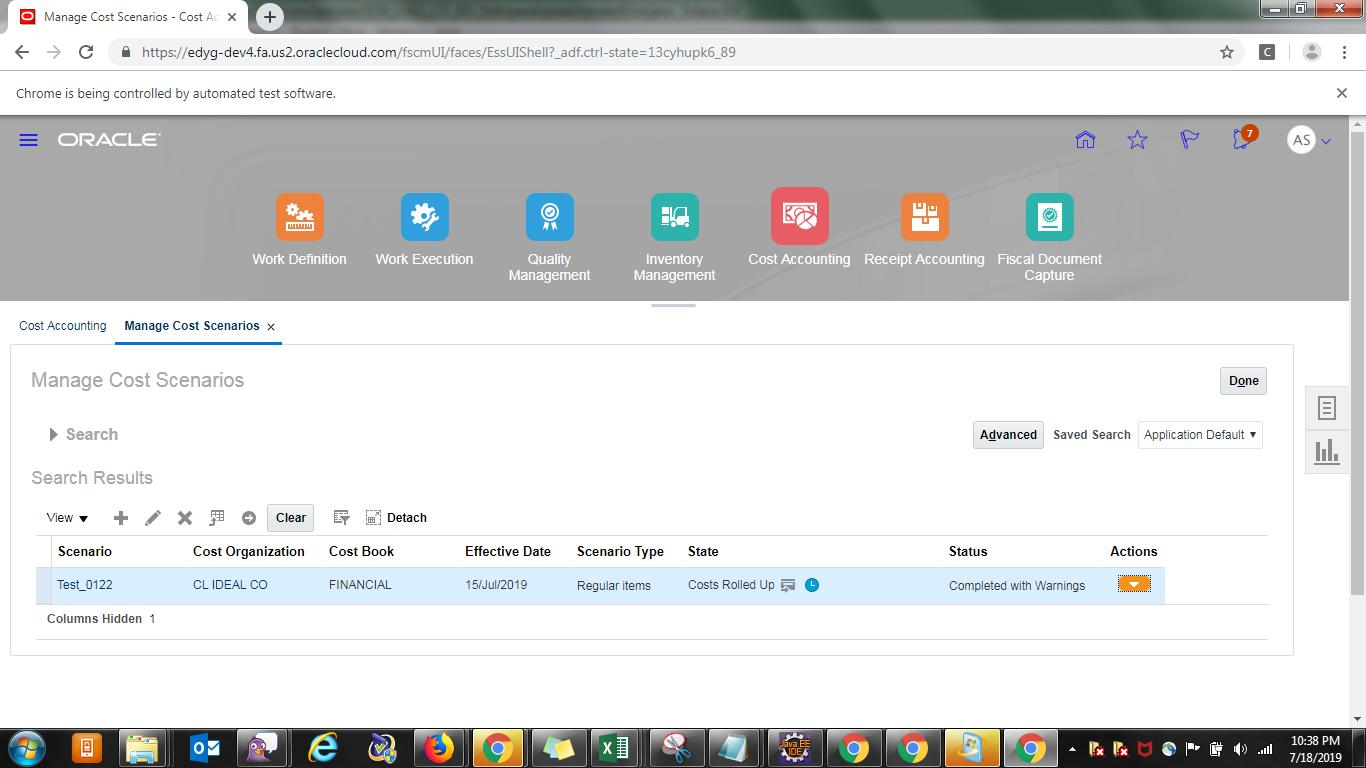 Manage Cost Scenarios - Cost Ac
https://edyg-dev4.fa.us2.oraclecloud.com/fscmUI/faces/EssUIShell?_adf.ctrl-state=13cyhupk6_89
C
Chrome is being controlled by automated test software.
ORACLE
7
AS
Work Definition
Work Execution
Quality Management
Inventory Management
Cost Accounting
Receipt Accounting
Fiscal Document Capture
Cost Accounting
Manage Cost Scenarios
Manage Cost Scenarios
Done
Search
Advanced
Saved Search
Application Default
Search Results
View
Clear
Detach
Scenario Cost Organization Cost Book Effective Date Scenario Type State Status Actions
Test_0122 CL IDEAL CO FINANCIAL 15/Jul/2019 Regular items Costs Rolled Up Completed with Warnings
Columns Hidden 1
Java EE IDE
10:38 PM
7/18/2019